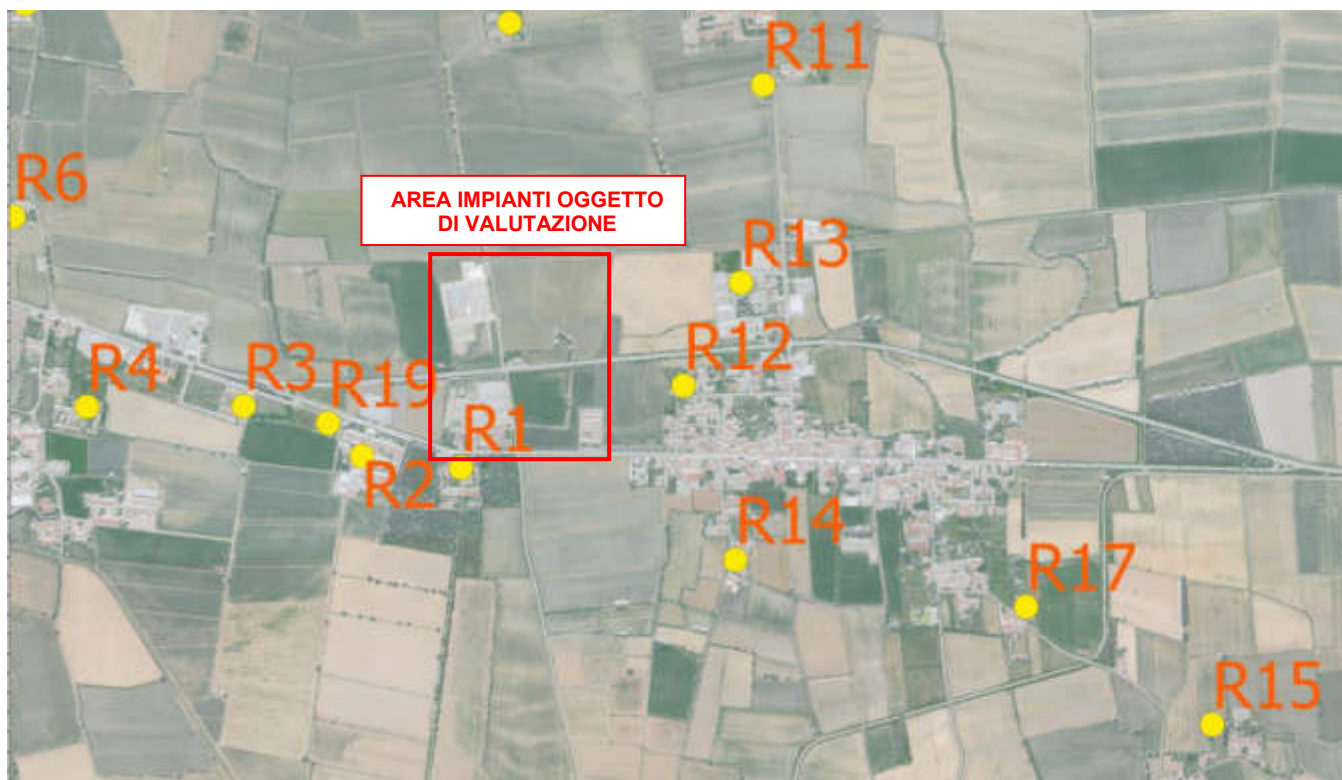 R11
R6
AREA IMPIANTI OGGETTO
DI VALUTAZIONE
R13
R12
R4
R3
R19
R1
R2
R14
R17
R15